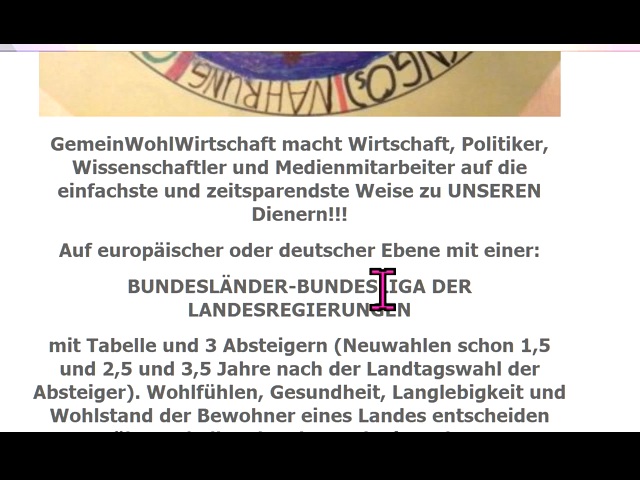 NGOs) NAHRUNG
GemeinWohlWirtschaft macht Wirtschaft, Politiker,
Wissenschaftler und Medienmitarbeiter auf die
einfachste und zeitsparendste Weise zu UNSEREN
Dienern!!!
Auf europäischer oder deutscher Ebene mit einer:
BUNDESLÄNDER-BUNDESLIGA DER
LANDESREGIERUNGEN
mit Tabelle und 3 Absteigern (Neuwahlen schon 1,5
und 2,5 und 3,5 Jahre nach der Landtagswahl der
Absteiger). Wohlfühlen, Gesundheit, Langlebigkeit und
Wohlstand der Bewohner eines Landes entscheiden